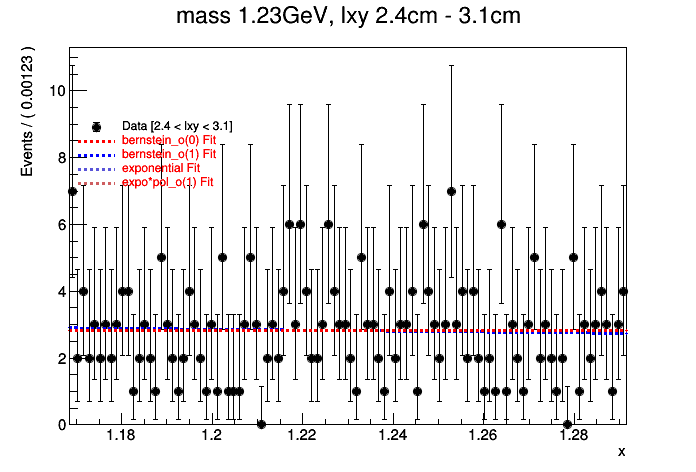 mass 1.23GeV, lxy 2.4cm - 3.1cm
Events / ( 0.00123 )
10
8
6
4
2
0
Data [2.4 < lxy < 3.1]
bernstein_o(0) Fit
bernstein_o(1) Fit
exponential Fit
expo*pol_o(1) Fit
1.18 1.2 1.22 1.24 1.26 1.28
x